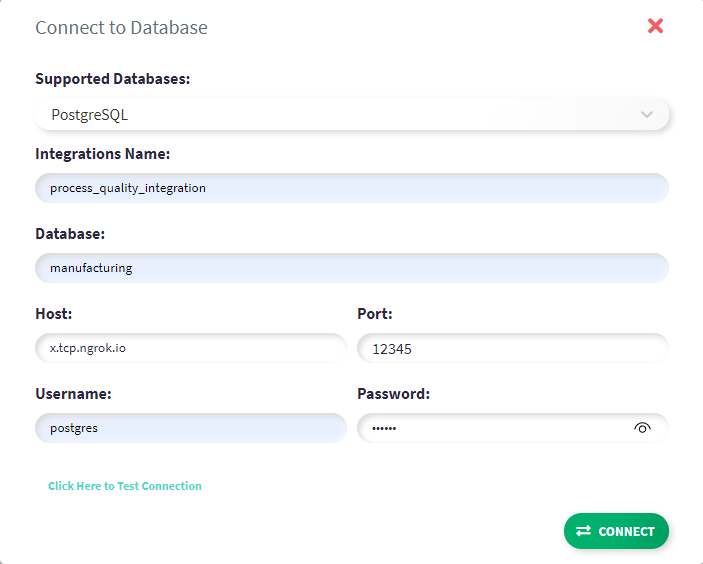 Connect to Database
Supported Databases:
PostgreSQL
Integrations Name:
process_quality_integration
Database:
manufacturing
Host:
Port:
x.tcp.ngrok.io
12345
Username:
Password:
postgres
••••••
Click Here to Test Connection
CONNECT